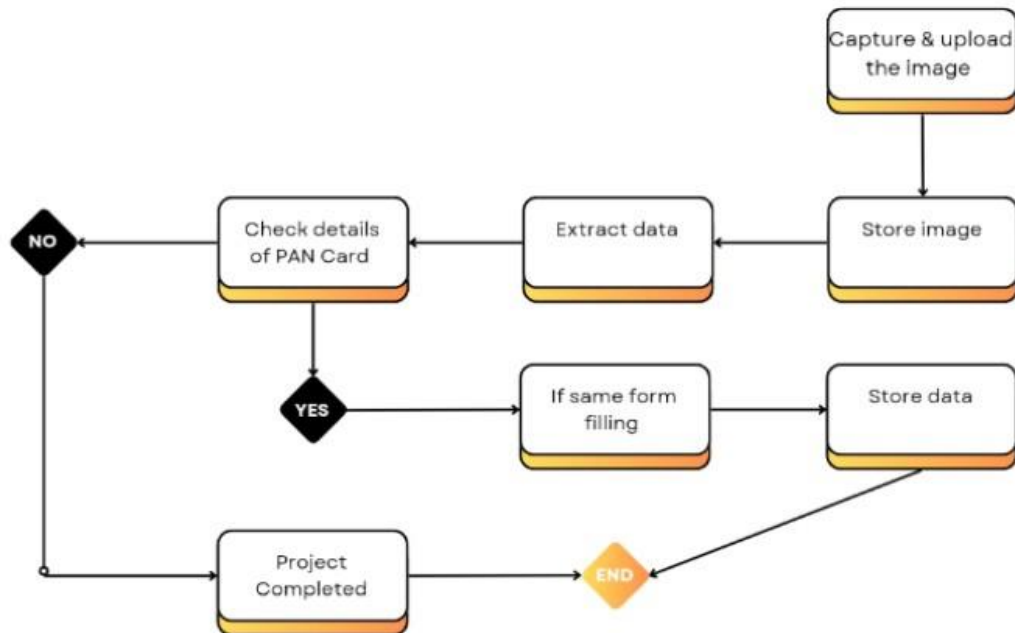 Capture & upload
the image
NO
Check details
of PAN Card
Extract data
Store image
YES
If same form
filling
Store data
Project
Completed
END